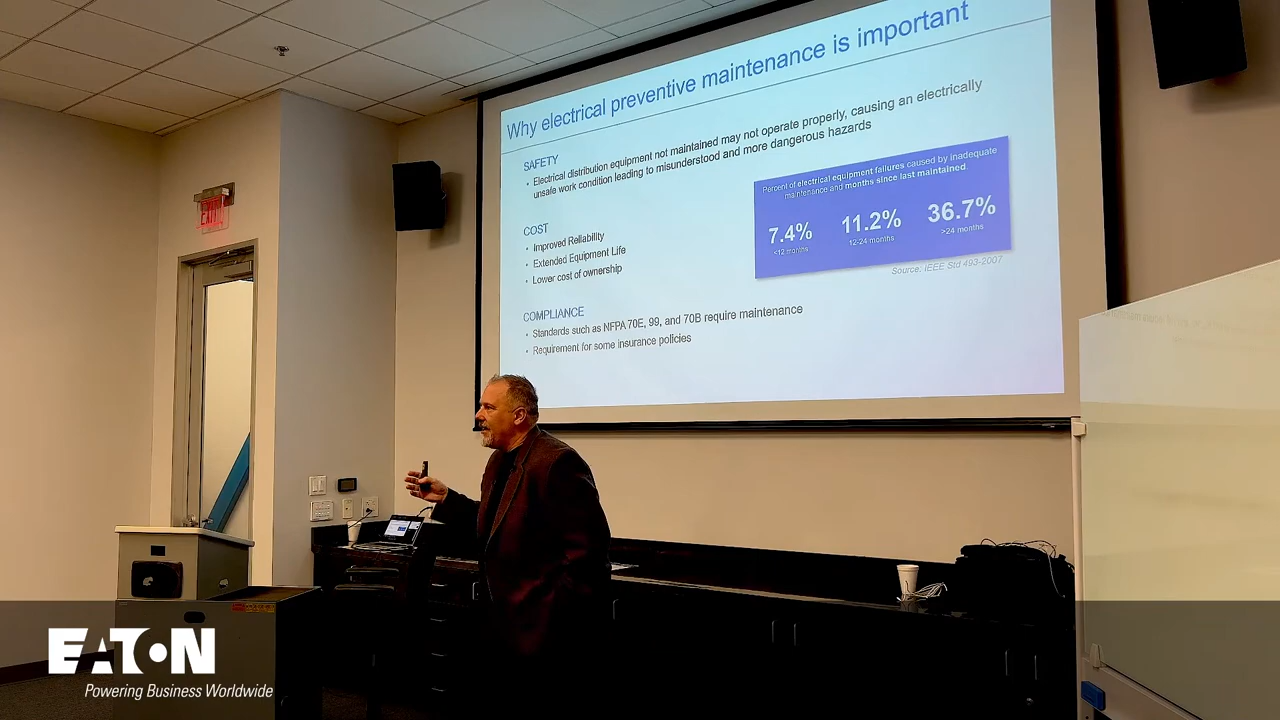 Why electrical preventive maintenance is important
SAFETY
• Electrical distribution equipment not maintained may not operate properly, causing an electrically
unsafe work condition leading to misunderstood and more dangerous hazards
Percent of electrical equipment failures caused by inadequate
maintenance and months since last maintained.
7.4% 11.2% 36.7%
<12 months 12-24 months >24 months
Source: IEEE Std 493-2007
COST
• Improved Reliability
• Extended Equipment Life
• Lower cost of ownership
COMPLIANCE
• Standards such as NFPA 70E, 99, and 70B require maintenance
• Requirement for some insurance policies
EXIT
EATON
Powering Business Worldwide